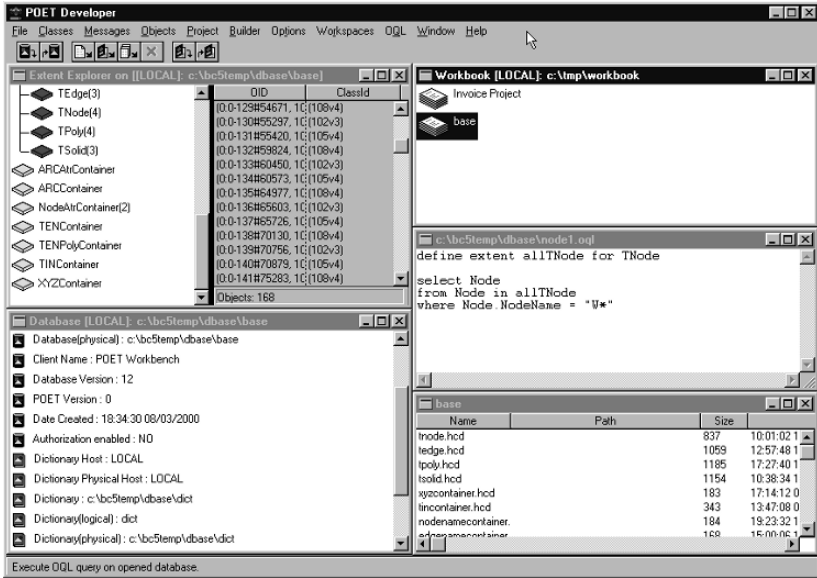 POET Developer
File Classes Messages Objects Project Builder Options Workspaces OQL Window Help
Extent Explorer on [[LOCAL]: c:\bc5temp\dbase\base]
TEdge(3)
TNode(4)
TPoly(4)
TSolid(3)
ARCAtrContainer
ARCContainer
NodeAtrContainer(2)
TENContainer
TENPolyContainer
TINContainer
XYZContainer
OID ClassId
(0:0-129#54671, 1C (108v4)
(0:0-130#55297, 1C (102v3)
(0:0-131#55420, 1C (105v4)
(0:0-132#59824, 1C (108v4)
(0:0-133#60450, 1C (102v3)
(0:0-134#60573, 1C (105v4)
(0:0-135#64977, 1C (108v4)
(0:0-136#65603, 1C (102v3)
(0:0-137#65726, 1C (105v4)
(0:0-138#70130, 1C (108v4)
(0:0-139#70756, 1C (102v3)
(0:0-140#70879, 1C (105v4)
(0:0-141#75283, 1C (108v4)
Objects: 168
Workbook [LOCAL]: c:\tmp\workbook
Invoice Project
base
c:\bc5temp\dbase\node1.oql
define extent allTNode for TNode
select Node
from Node in allTNode
where Node.NodeName = "W*"
Database [LOCAL]: c:\bc5temp\dbase\base
Database(physical) : c:\bc5temp\dbase\base
Client Name : POET Workbench
Database Version : 12
POET Version : 0
Date Created : 18:34:30 08/03/2000
Authorization enabled : NO
Dictionary Host : LOCAL
Dictionary Physical Host : LOCAL
Dictionary : c:\bc5temp\dbase\dict
Dictionary(logical) : dict
Dictionary(physical) : c:\bc5temp\dbase\dict
base
Name Path Size
tnode.hcd 837 10:01:02 1
tedge.hcd 1059 12:57:48 1
tpoly.hcd 1185 17:27:40 1
tsolid.hcd 1154 10:38:34 1
xyzcontainer.hcd 183 17:14:12 0
tincontainer.hcd 343 13:47:08 0
nodenamecontainer. 184 19:23:32 1
edgenamecontainer 168 15:00:06 1
Execute OQL query on opened database.